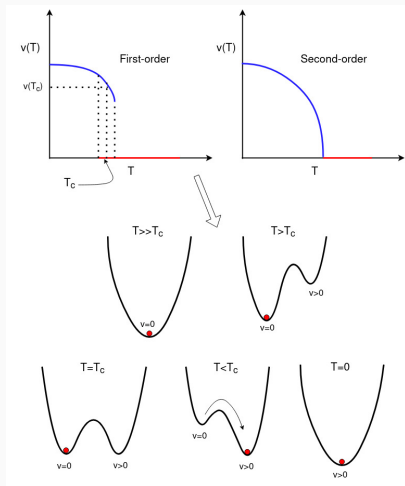 v(T)
First-order
v(T_c)
T
T_c
v(T)
Second-order
T
T>>T_c
v=0
T>T_c
v=0
v>0
T=T_c
v=0
v>0
T<T_c
v=0
v>0
T=0
v>0